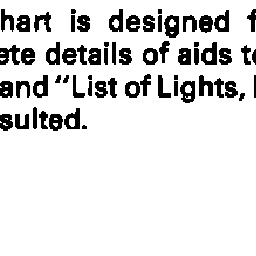 hart is designed f
ete details of aids t
and "List of Lights,
sulted.